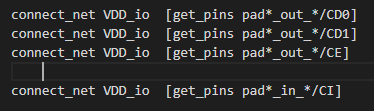 connect_net VDD_io  [get_pins pad*_out_*/CD0]
connect_net VDD_io  [get_pins pad*_out_*/CD1]
connect_net VDD_io  [get_pins pad*_out_*/CE]
connect_net VDD_io  [get_pins pad*_in_*/CI]